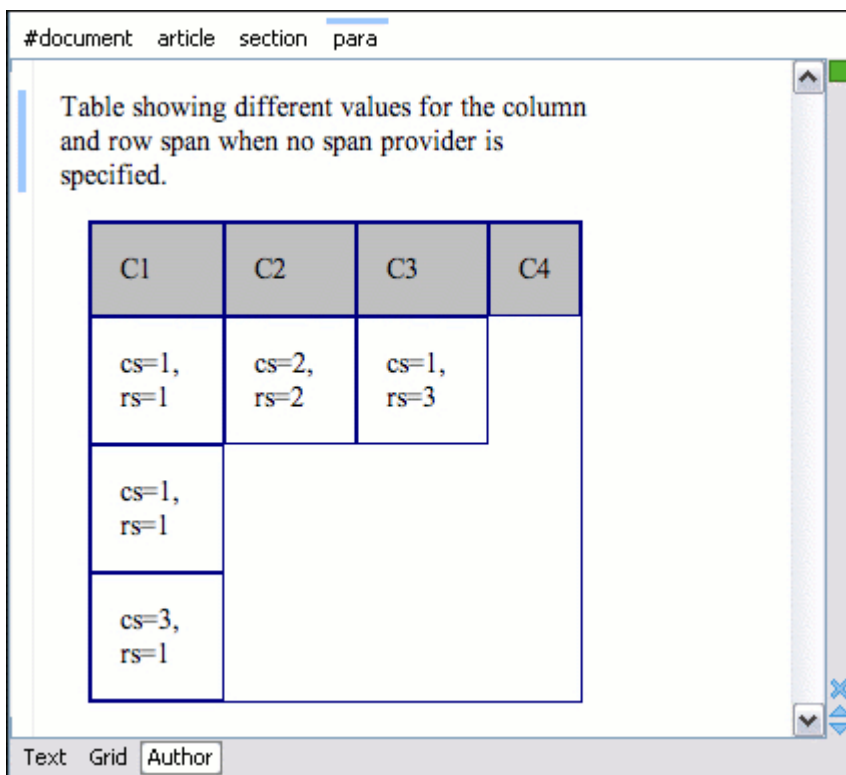 #document article section para
Table showing different values for the column
and row span when no span provider is
specified.
C1 C2 C3 C4
cs=1, cs=2, cs=1,
rs=1 rs=2 rs=3
cs=1,
rs=1
cs=3,
rs=1
Text Grid Author